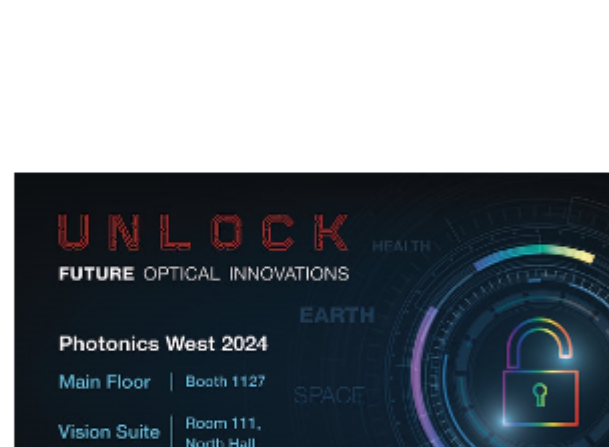 UNLOCK
HEALTH
FUTURE OPTICAL INNOVATIONS
EARTH
Photonics West 2024
Main Floor | Booth 1127
SPACE
Vision Suite | Room 111,
North Hall